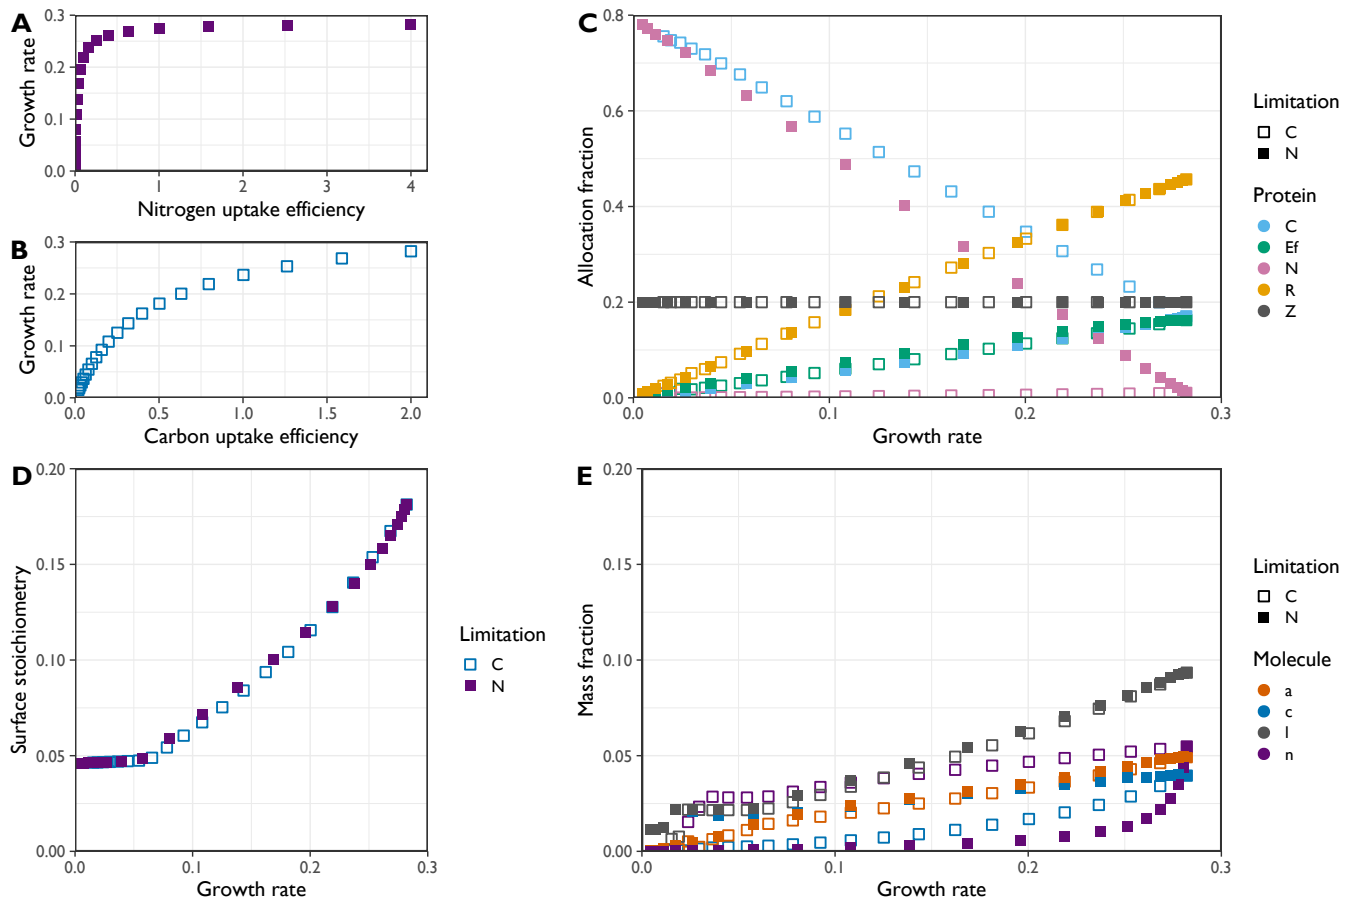 A
Growth rate
0.3
0.2
0.1
0.0
0
1
2
3
4
Nitrogen uptake efficiency
B
Growth rate
0.3
0.2
0.1
0.0
0.0
0.5
1.0
1.5
2.0
Carbon uptake efficiency
C
Allocation fraction
0.8
0.6
0.4
0.2
0.0
0.0
0.1
0.2
0.3
Growth rate
Limitation
C
N
Protein
C
Ef
N
R
Z
D
Surface stoichiometry
0.20
0.15
0.10
0.05
0.00
0.0
0.1
0.2
0.3
Growth rate
Limitation
C
N
E
Mass fraction
0.20
0.15
0.10
0.05
0.00
0.0
0.1
0.2
0.3
Growth rate
Limitation
C
N
Molecule
a
c
l
n